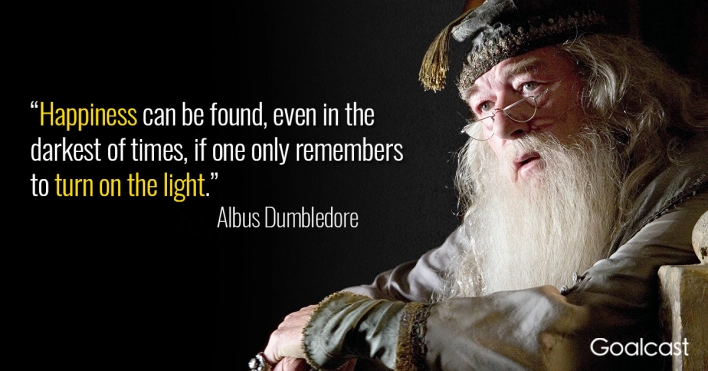 “Happiness can be found, even in the
darkest of times, if one only remembers
to turn on the light.”
Albus Dumbledore
Goalcast